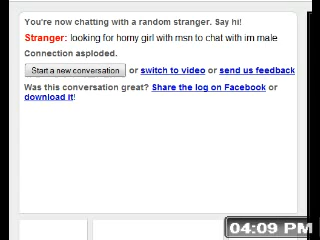 You're now chatting with a random stranger. Say hi!
Stranger: looking for horny girl with msn to chat with im male
Connection asploded.
Start a new conversation or switch to video or send us feedback
Was this conversation great? Share the log on Facebook or
download it!
04:09 PM